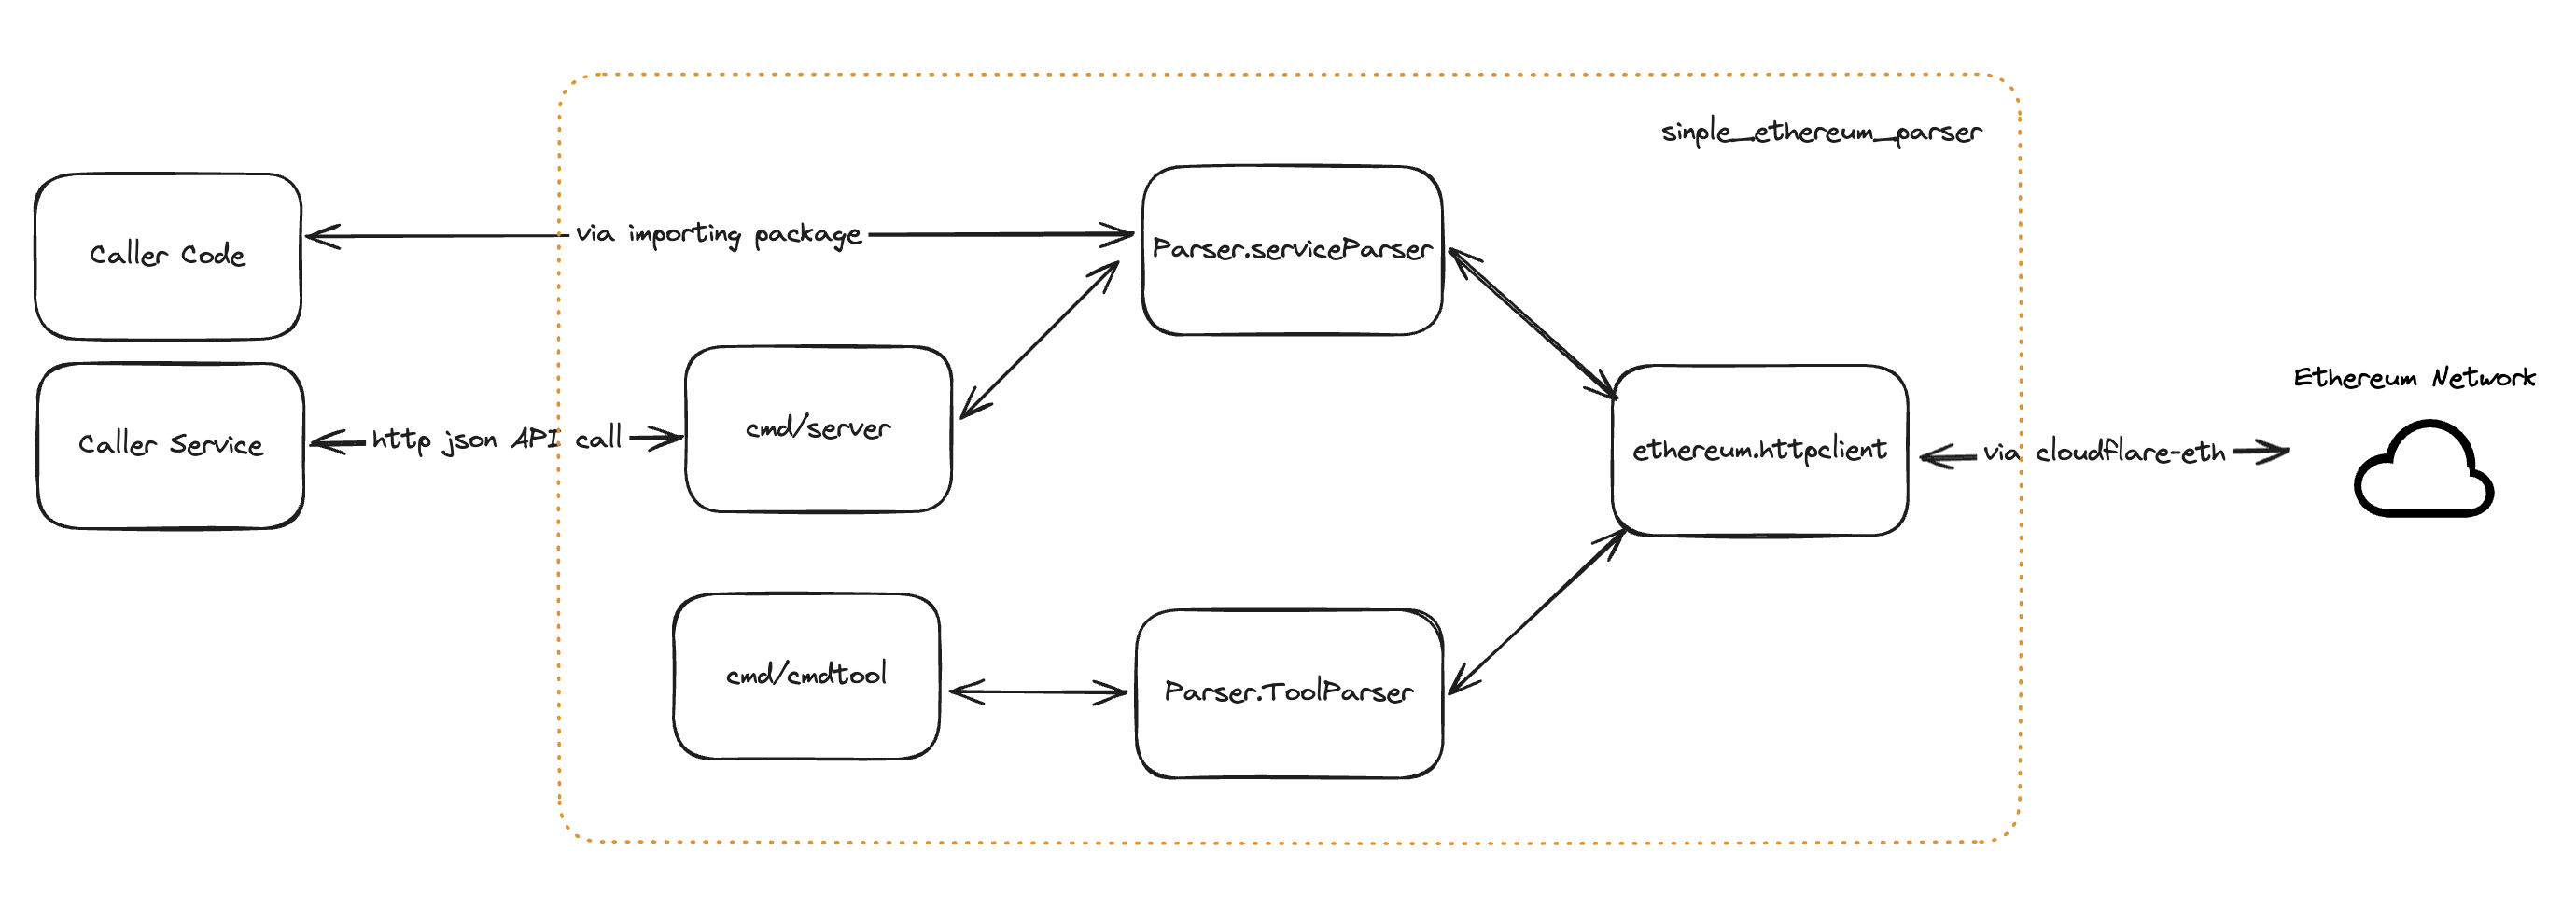 sinple_ethereum_parser
via importing package
Parser.serviceParser
Caller Code
Ethereum Network
cmd/server
http json API call
Caller Service
ethereum.httpclient
via cloudflare-eth
cmd/cmdtool
Parser.ToolParser